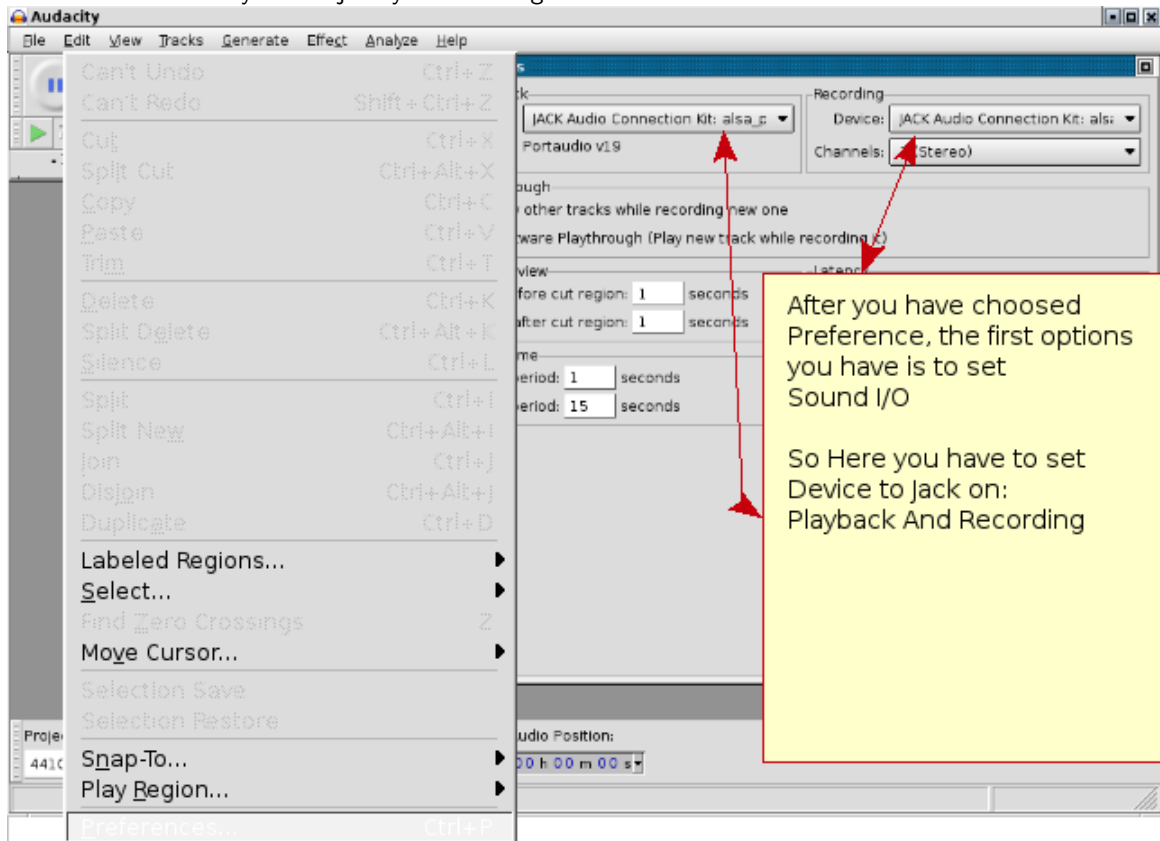 Audacity
File Edit View Tracks Generate Effect Analyze Help
Can't Undo Ctrl+Z
Can't Redo Shift+Ctrl+Z
Cut Ctrl+X
Split Cut Ctrl+Alt+X
Copy Ctrl+C
Paste Ctrl+V
Trim Ctrl+T
Delete Ctrl+K
Split Delete Ctrl+Alt+K
Silence Ctrl+L
Split Ctrl+I
Split New Ctrl+Alt+I
Join Ctrl+J
Disjoin Ctrl+Alt+J
Duplicate Ctrl+D
Labeled Regions...
Select...
Find Zero Crossings Z
Move Cursor...
Selection Save
Selection Restore
Snap-To...
Play Region...
Preferences... Ctrl+P
Recording
JACK Audio Connection Kit: alsa_p
Device: JACK Audio Connection Kit: als
Portaudio v19
Channels: (Stereo)
other tracks while recording new one
tware Playthrough (Play new track while recording it)
view
Latency
fore cut region: 1 seconds
after cut region: 1 seconds
me
period: 1 seconds
period: 15 seconds
After you have choosed
Preference, the first options
you have is to set
Sound I/O
So Here you have to set
Device to Jack on:
Playback And Recording
Proje
udio Position:
4410
00 h 00 m 00 s